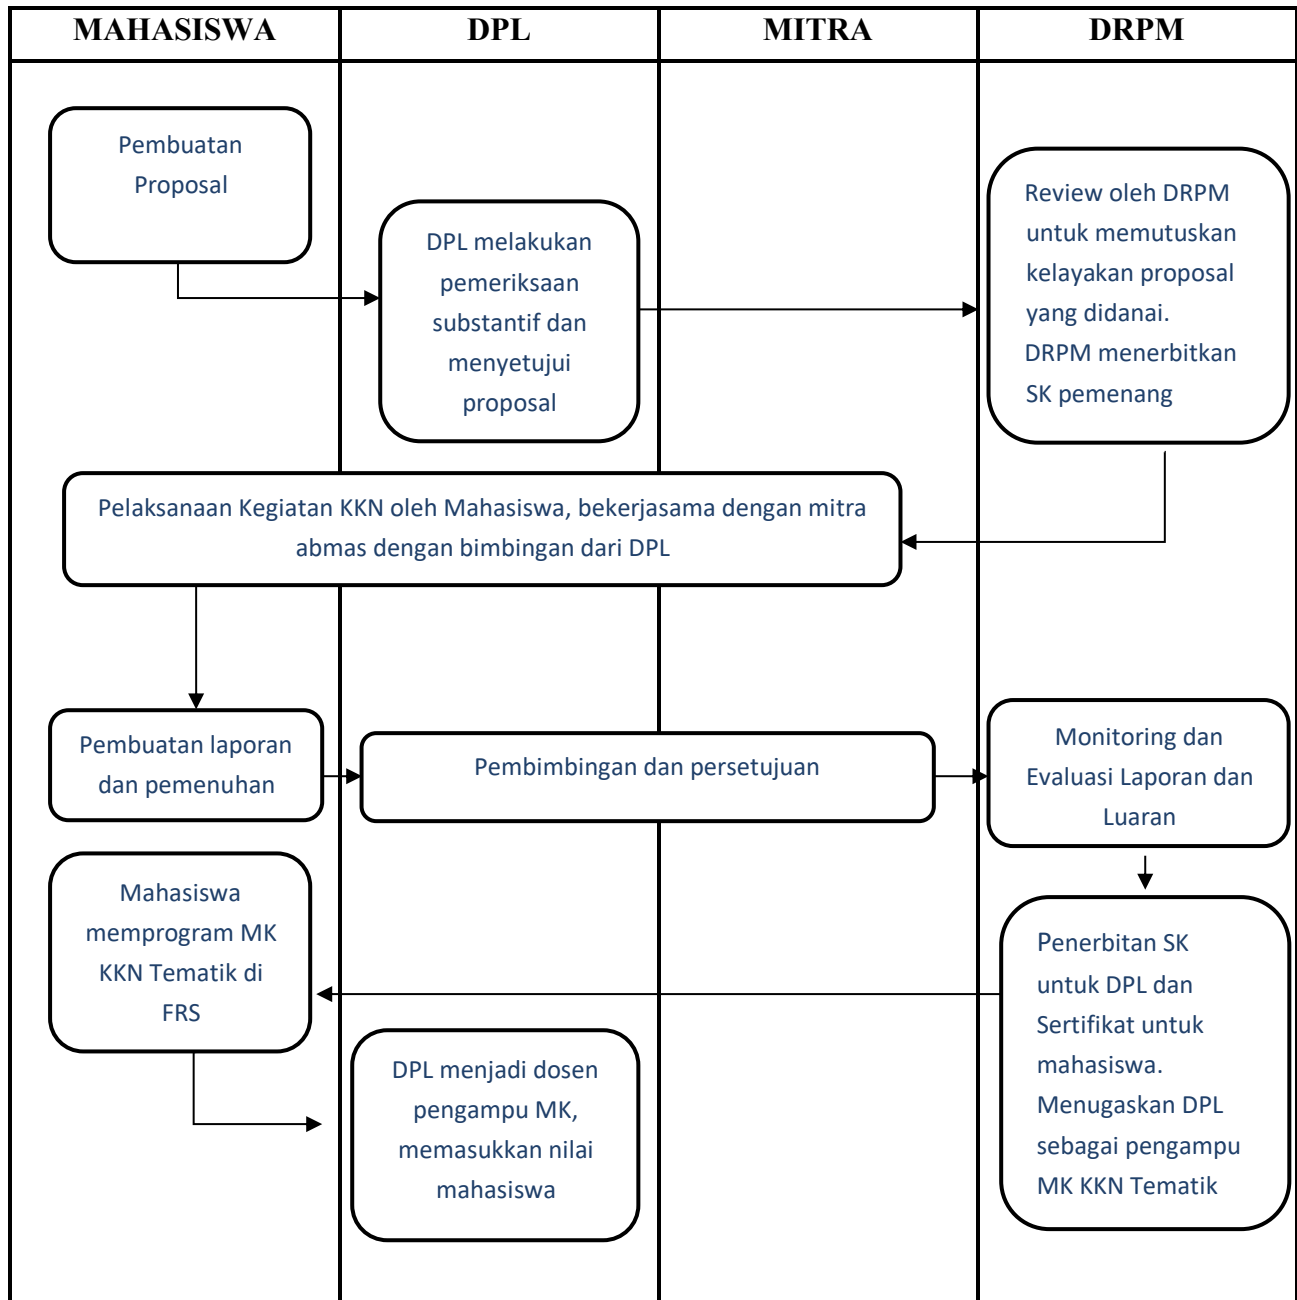 MAHASISWA
DPL
MITRA
DRPM
Pembuatan
Proposal
DPL melakukan
pemeriksaan
substantif dan
menyetujui
proposal
Review oleh DRPM
untuk memutuskan
kelayakan proposal
yang didanai.
DRPM menerbitkan
SK pemenang
Pelaksanaan Kegiatan KKN oleh Mahasiswa, bekerjasama dengan mitra
abmas dengan bimbingan dari DPL
Pembuatan laporan
dan pemenuhan
Pembimbingan dan persetujuan
Monitoring dan
Evaluasi Laporan dan
Luaran
Penerbitan SK
untuk DPL dan
Sertifikat untuk
mahasiswa.
Menugaskan DPL
sebagai pengampu
MK KKN Tematik
Mahasiswa
memprogram MK
KKN Tematik di
FRS
DPL menjadi dosen
pengampu MK,
memasukkan nilai
mahasiswa